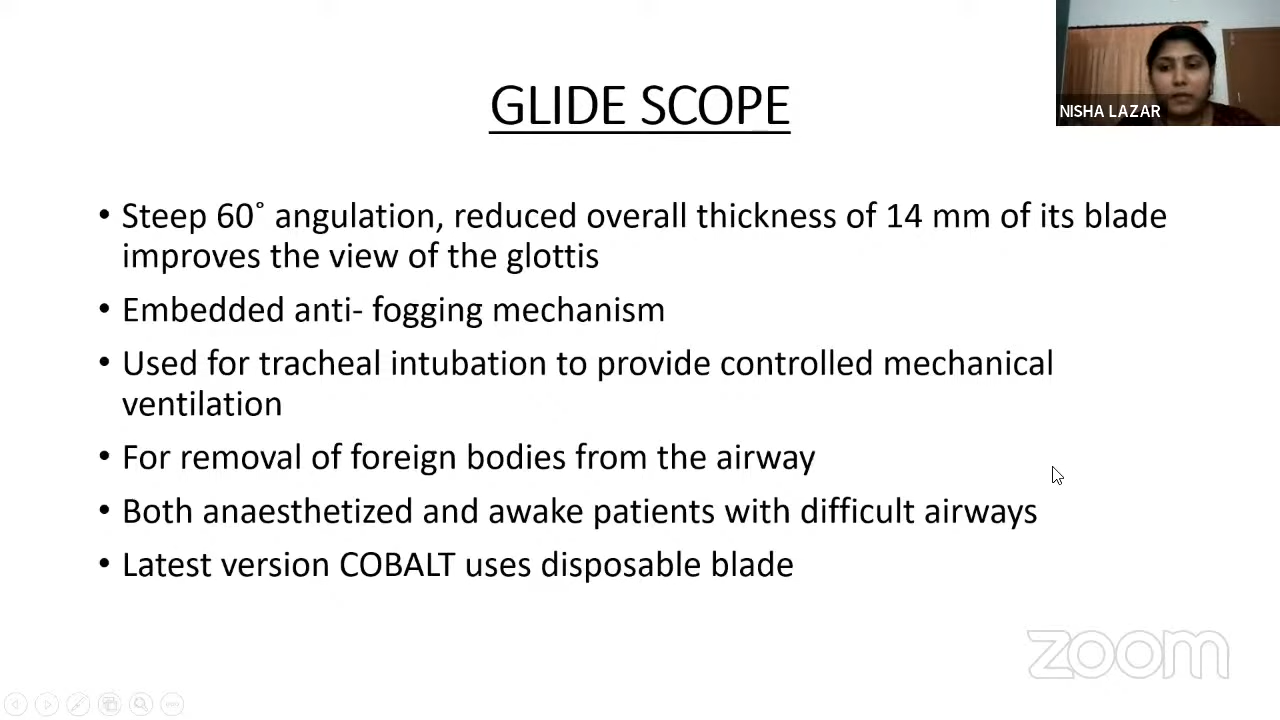 GLIDE SCOPE
NISHA LAZAR
• Steep 60˚ angulation, reduced overall thickness of 14 mm of its blade
improves the view of the glottis
• Embedded anti- fogging mechanism
• Used for tracheal intubation to provide controlled mechanical
ventilation
• For removal of foreign bodies from the airway
• Both anaesthetized and awake patients with difficult airways
• Latest version COBALT uses disposable blade
zoom